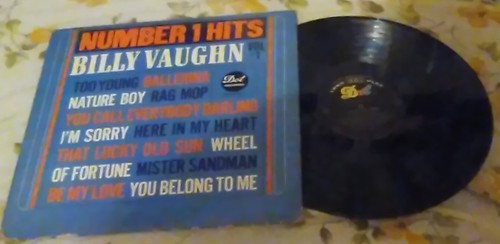 NUMBER 1 HITS
BILLY VAUGHN VOL 1
TOO YOUNG BALLERINA
NATURE BOY RAG MOP
YOU CALL EVERYBODY DARLING
I'M SORRY HERE IN MY HEART
THAT LUCKY OLD SUN WHEEL
OF FORTUNE MISTER SANDMAN
BE MY LOVE YOU BELONG TO ME
Dot
Dot